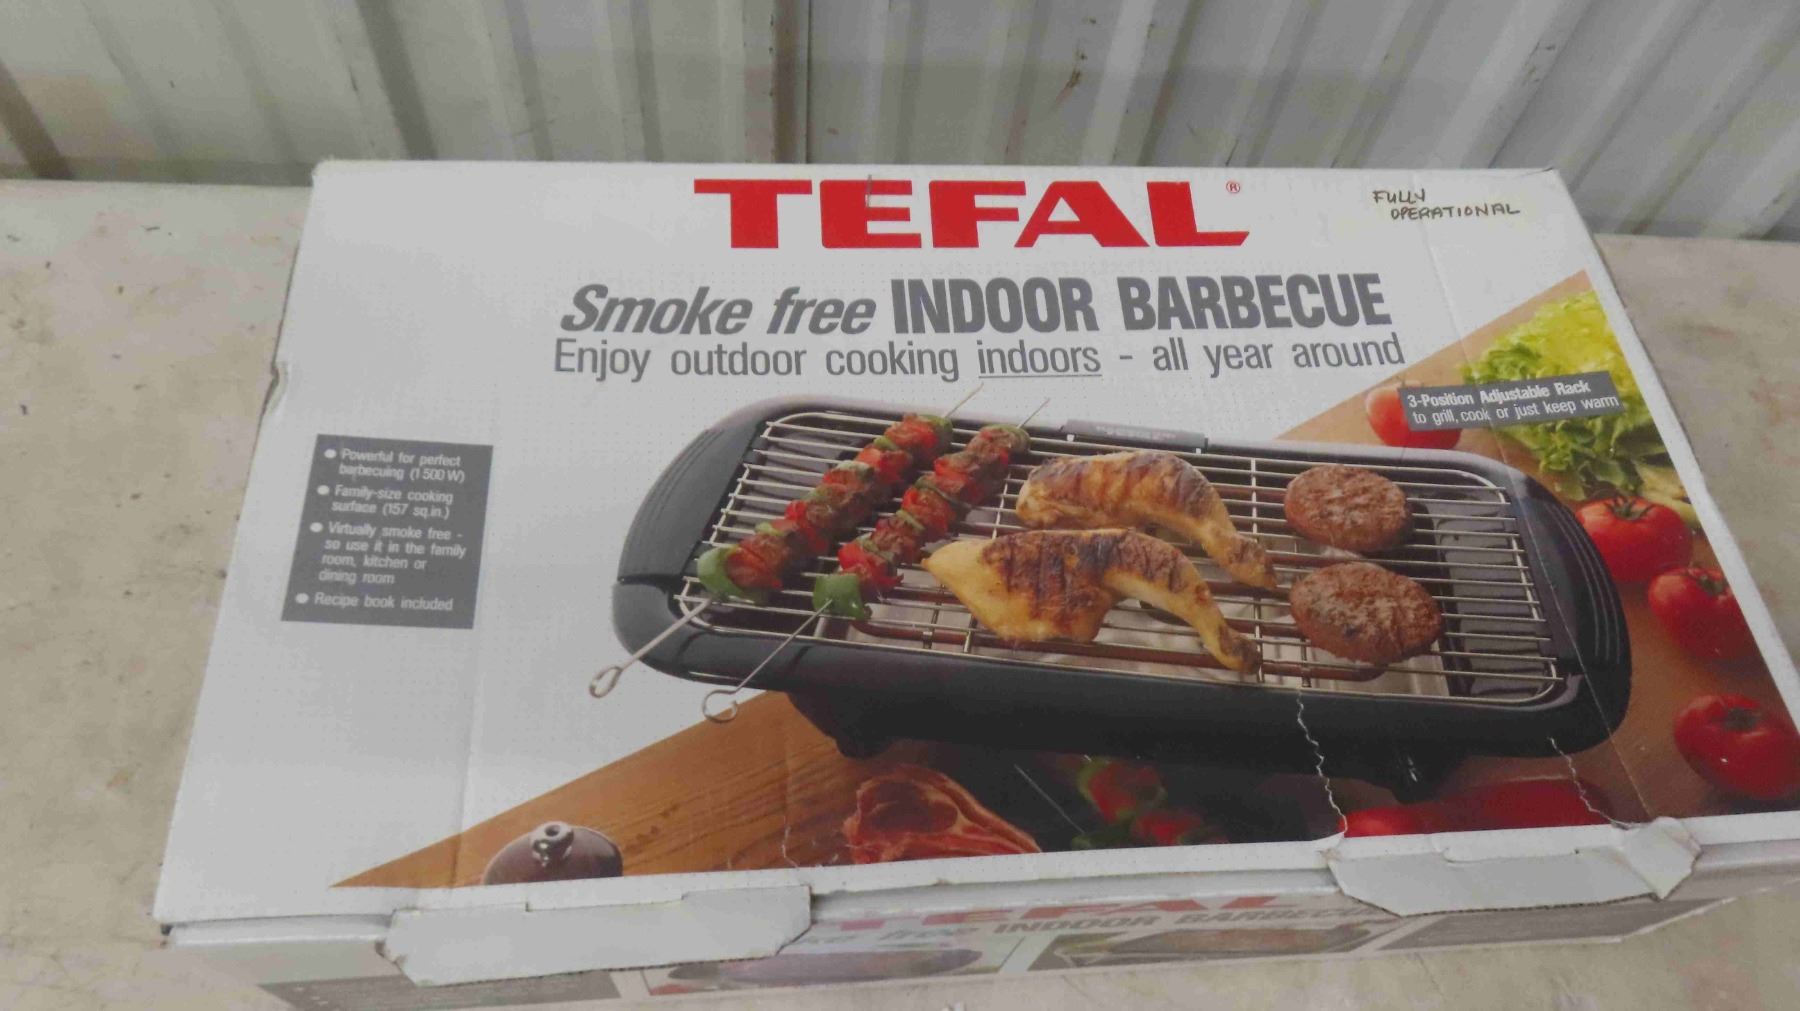 TEFAL®
FULLY
OPERATIONAL
Smoke free INDOOR BARBECUE
Enjoy outdoor cooking indoors - all year around
3-Position Adjustable Rack
to grill, cook or just keep warm
● Powerful for perfect
barbecuing (1500 W)
● Family-size cooking
surface (157 sq.in.)
● Virtually smoke free -
so use it in the family
room, kitchen or
dining room
● Recipe book included
TEFAL
free INDOOR BARBECUE